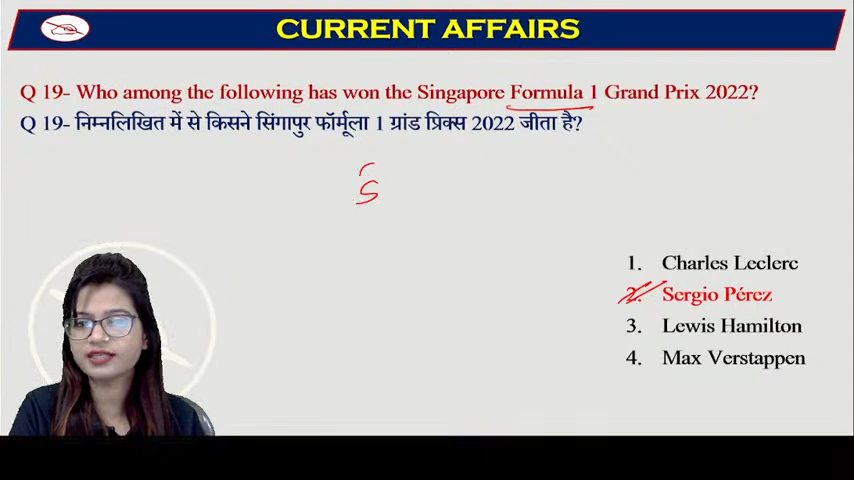 CURRENT AFFAIRS
Q 19- Who among the following has won the Singapore Formula 1 Grand Prix 2022?
Q 19- निम्नलिखित में से किसने सिंगापुर फॉर्मूला 1 ग्रांड प्रिक्स 2022 जीता है?
1. Charles Leclerc
2. Sergio Pérez
3. Lewis Hamilton
4. Max Verstappen